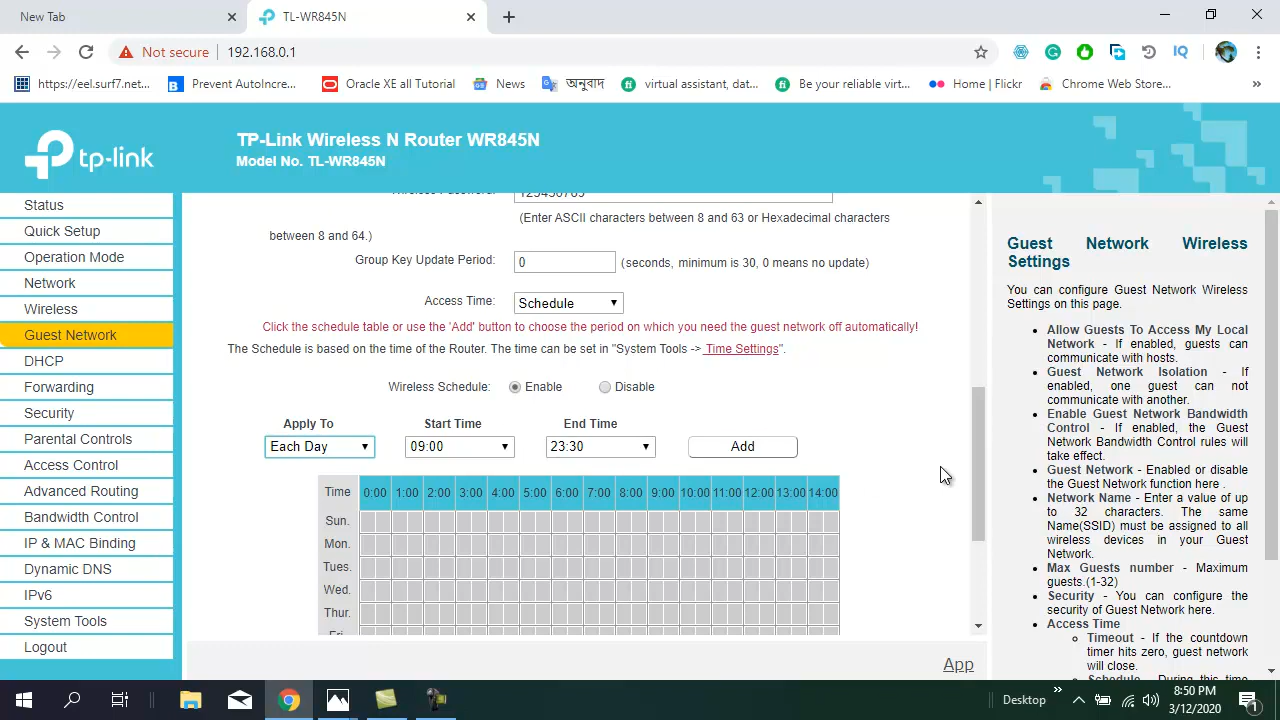 New Tab
TL-WR845N
Not secure
192.168.0.1
IQ
https://eel.surf7.net...
Prevent AutoIncre...
Oracle XE all Tutorial
News
অনুবাদ
virtual assistant, dat...
Be your reliable virt...
Home | Flickr
Chrome Web Store...
»
tp-link
TP-Link Wireless N Router WR845N
Model No. TL-WR845N
Status
Quick Setup
Operation Mode
Network
Wireless
Guest Network
DHCP
Forwarding
Security
Parental Controls
Access Control
Advanced Routing
Bandwidth Control
IP & MAC Binding
Dynamic DNS
IPv6
System Tools
Logout
(Enter ASCII characters between 8 and 63 or Hexadecimal characters
between 8 and 64.)
Group Key Update Period: 0 (seconds, minimum is 30, 0 means no update)
Access Time: Schedule
Click the schedule table or use the 'Add' button to choose the period on which you need the guest network off automatically!
The Schedule is based on the time of the Router. The time can be set in "System Tools -> Time Settings".
Wireless Schedule: Enable Disable
Apply To Start Time End Time
Each Day 09:00 23:30 Add
Time 0:00 1:00 2:00 3:00 4:00 5:00 6:00 7:00 8:00 9:00 10:00 11:00 12:00 13:00 14:00
Sun.
Mon.
Tues.
Wed.
Thur.
Fri.
App
Guest Network Wireless
Settings
You can configure Guest Network Wireless
Settings on this page.
Allow Guests To Access My Local
Network - If enabled, guests can
communicate with hosts.
Guest Network Isolation - If
enabled, one guest can not
communicate with another.
Enable Guest Network Bandwidth
Control - If enabled, the Guest
Network Bandwidth Control rules will
take effect.
Guest Network - Enabled or disable
the Guest Network function here .
Network Name - Enter a value of up
to 32 characters. The same
Name(SSID) must be assigned to all
wireless devices in your Guest
Network.
Max Guests number - Maximum
guests.(1-32)
Security - You can configure the
security of Guest Network here.
Access Time
Timeout - If the countdown
timer hits zero, guest network
will close.
Schedule - During this time
Desktop
»
8:50 PM
3/12/2020
1